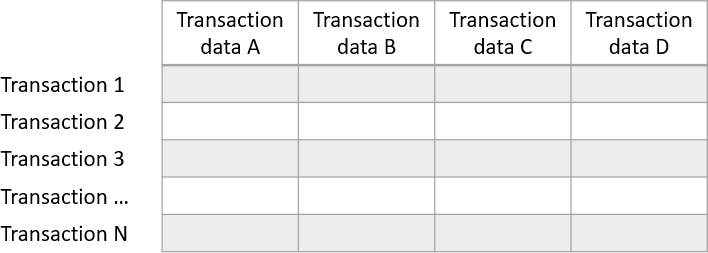 Transaction Transaction Transaction Transaction
data A data B data C data D
Transaction 1
Transaction 2
Transaction 3
Transaction ...
Transaction N